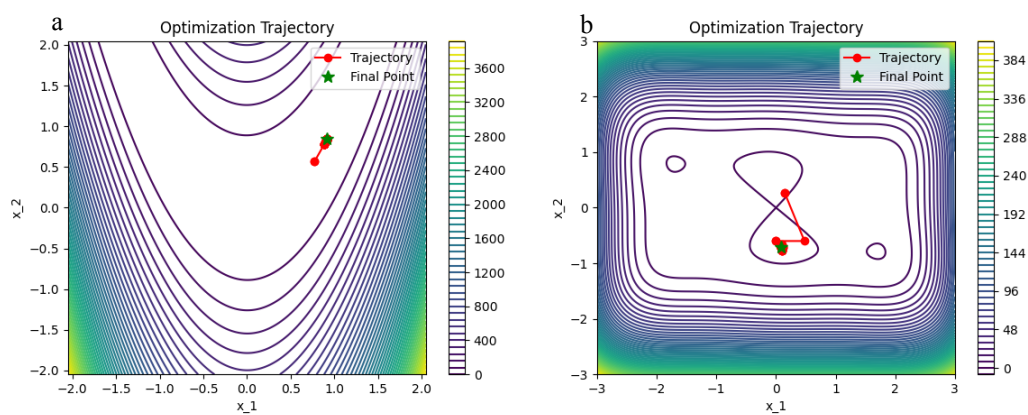 a
Optimization Trajectory
Trajectory
Final Point
2.0
1.5
1.0
0.5
0.0
−0.5
−1.0
−1.5
−2.0
x_2
−2.0 −1.5 −1.0 −0.5 0.0 0.5 1.0 1.5 2.0
x_1
3600
3200
2800
2400
2000
1600
1200
800
400
0
b
Optimization Trajectory
Trajectory
Final Point
3
2
1
0
−1
−2
−3
x_2
−3 −2 −1 0 1 2 3
x_1
384
336
288
240
192
144
96
48
0